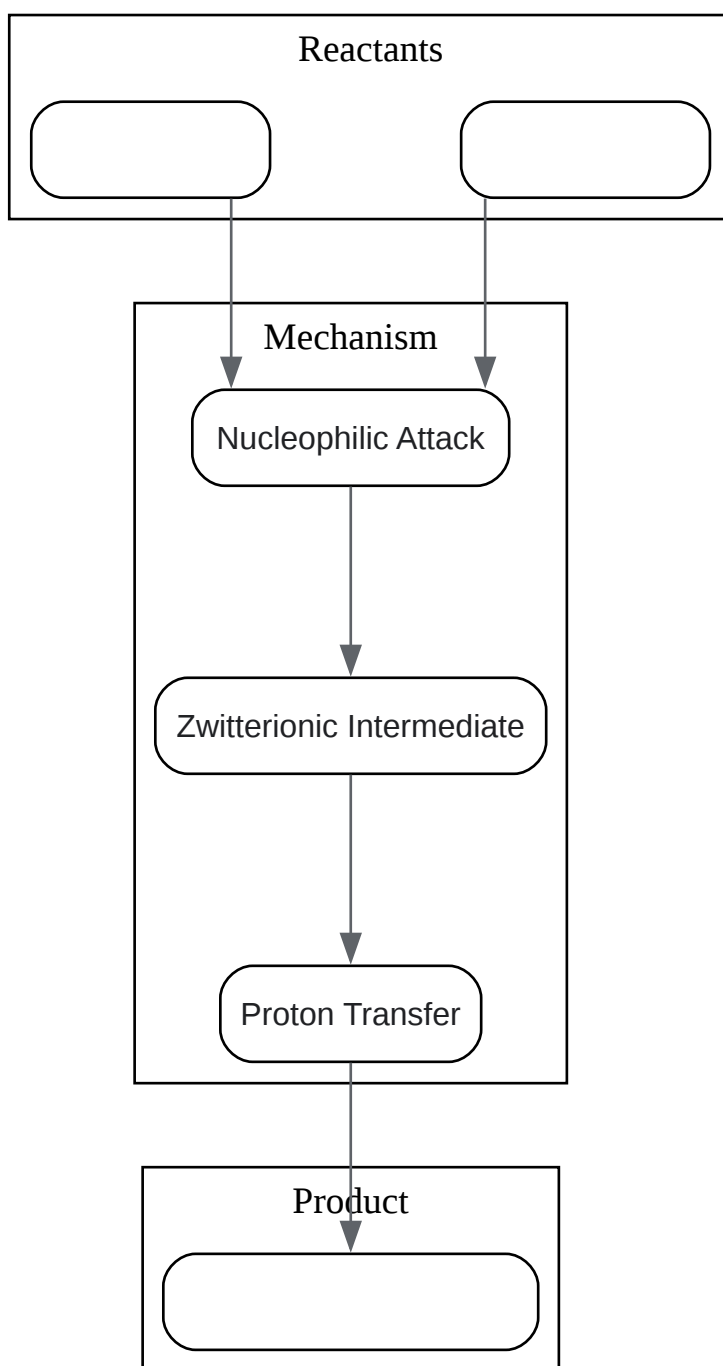 Reactants
Mechanism
Nucleophilic Attack
Zwitterionic Intermediate
Proton Transfer
Product